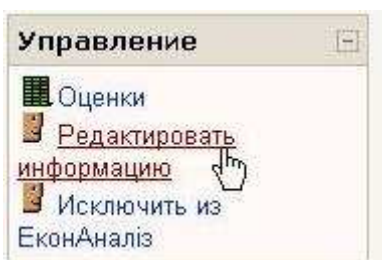 Управление
Оценки
Редактировать
информацию
Исключить из
ЕконАналіз